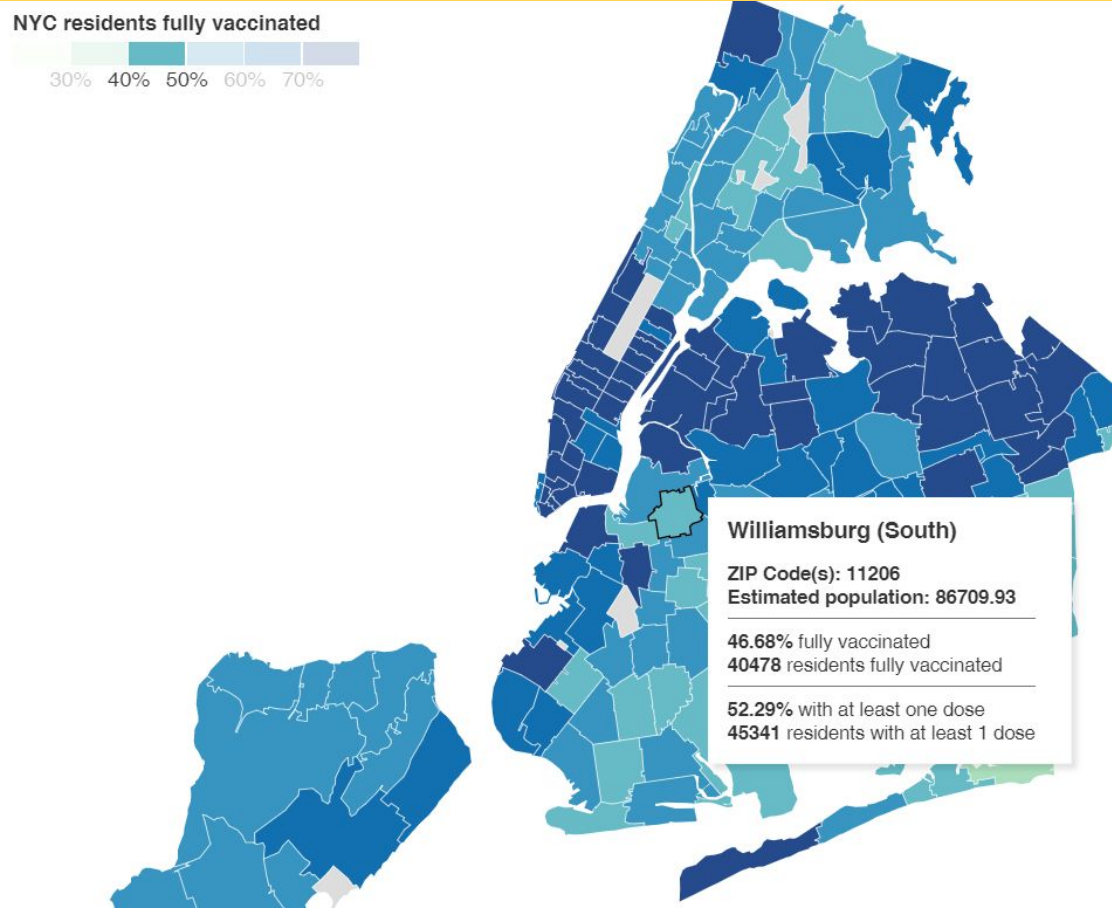 NYC residents fully vaccinated
30% 40% 50% 60% 70%
Williamsburg (South)
ZIP Code(s): 11206
Estimated population: 86709.93
46.68% fully vaccinated
40478 residents fully vaccinated
52.29% with at least one dose
45341 residents with at least 1 dose